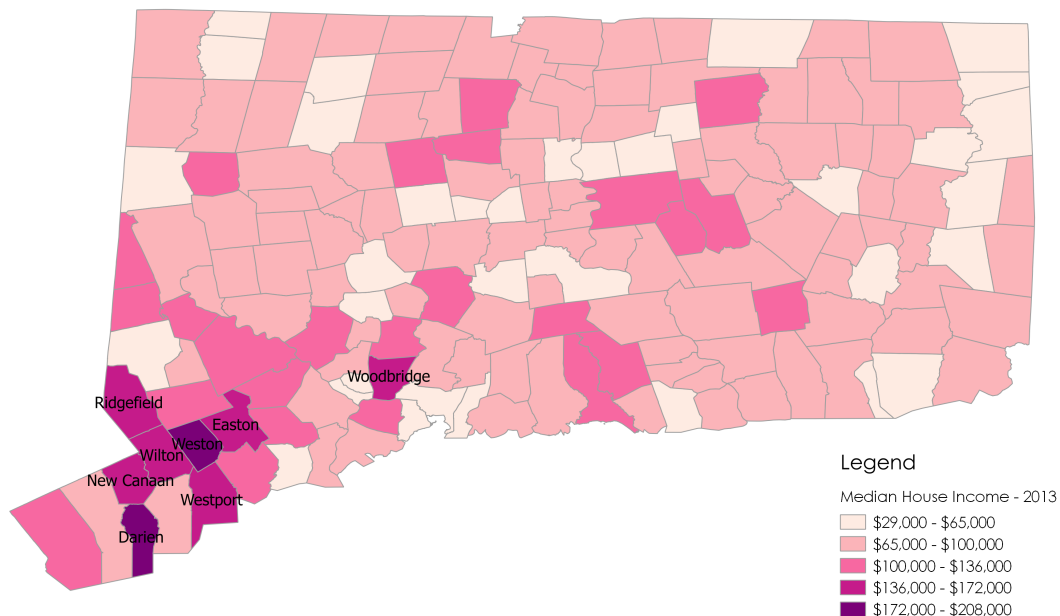 Woodbridge
Ridgefield
Easton
Weston
Wilton
New Canaan
Westport
Darien
Legend
Median House Income - 2013
$29,000 - $65,000
$65,000 - $100,000
$100,000 - $136,000
$136,000 - $172,000
$172,000 - $208,000